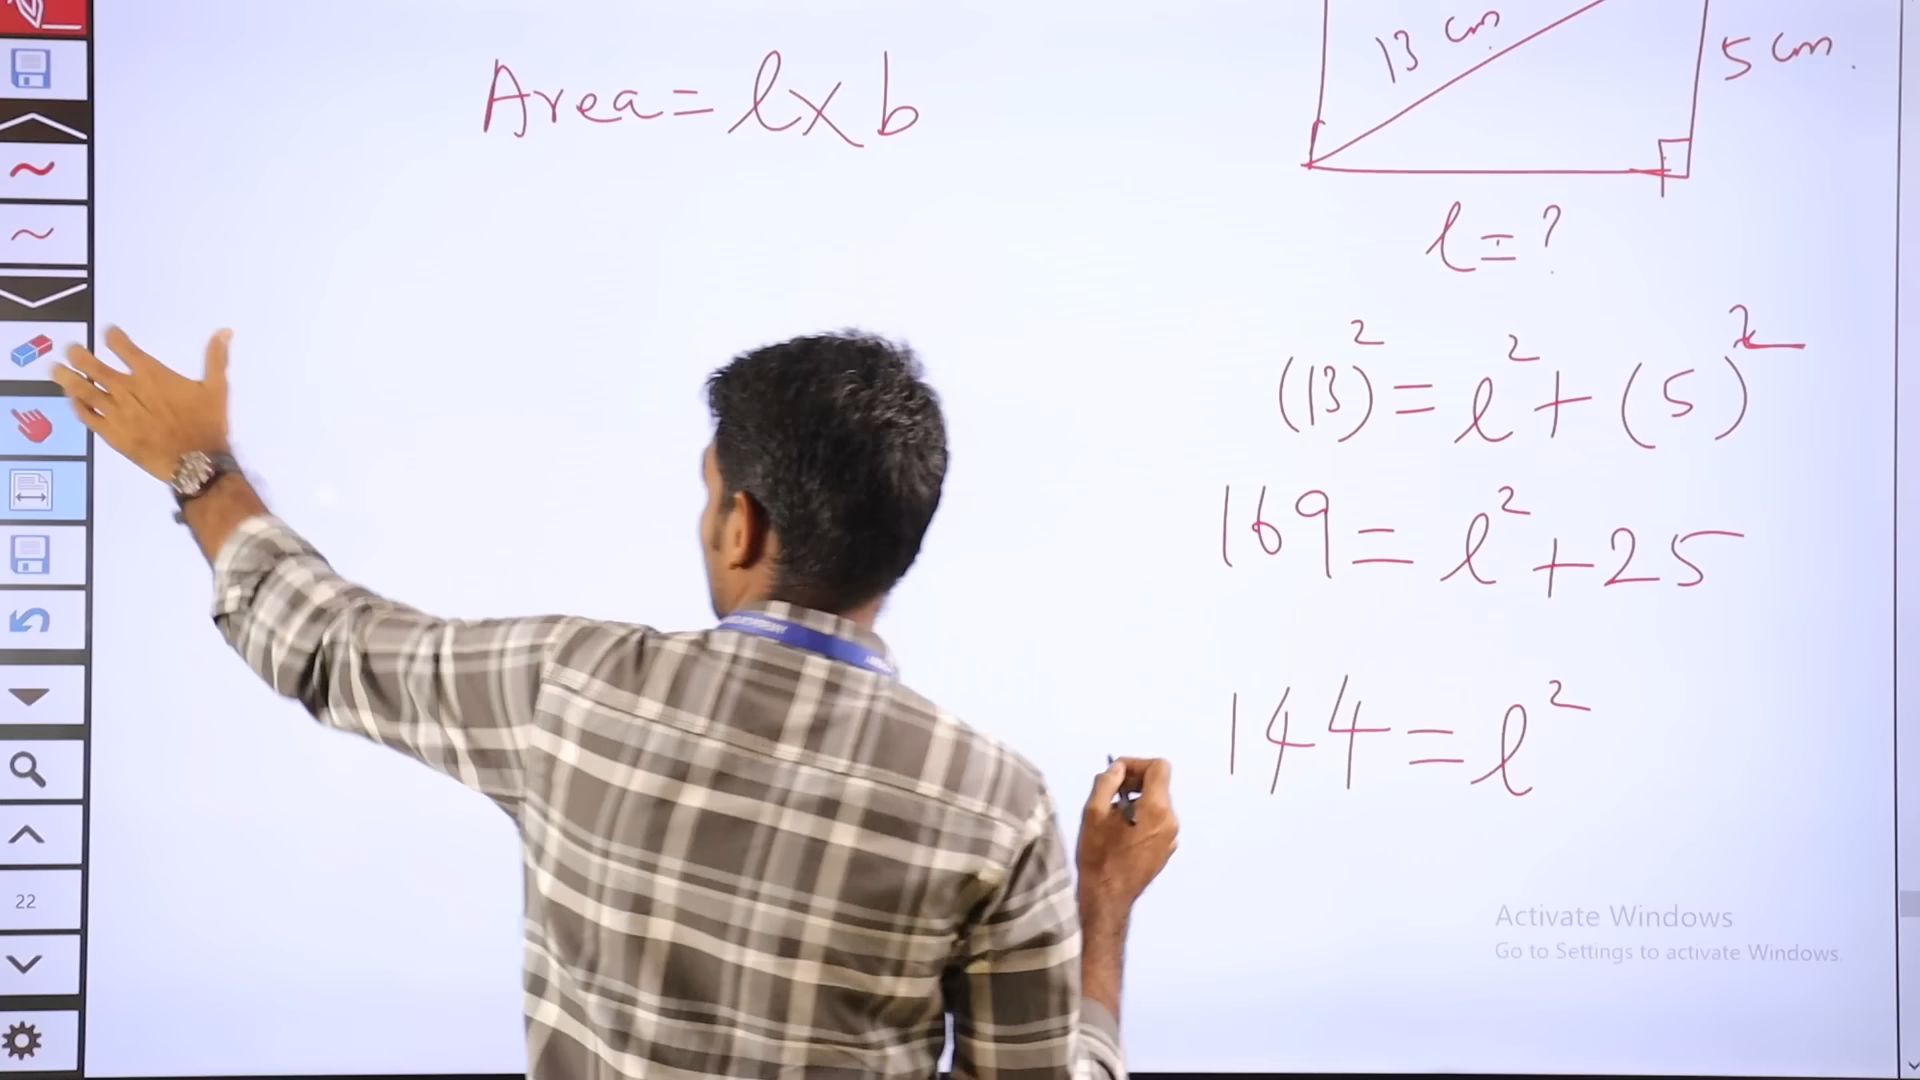 Area = l x b
13 cm
5 cm.
l = ?
(13)² = l² + (5)²
169 = l² + 25
144 = l²
22
Activate Windows
Go to Settings to activate Windows.